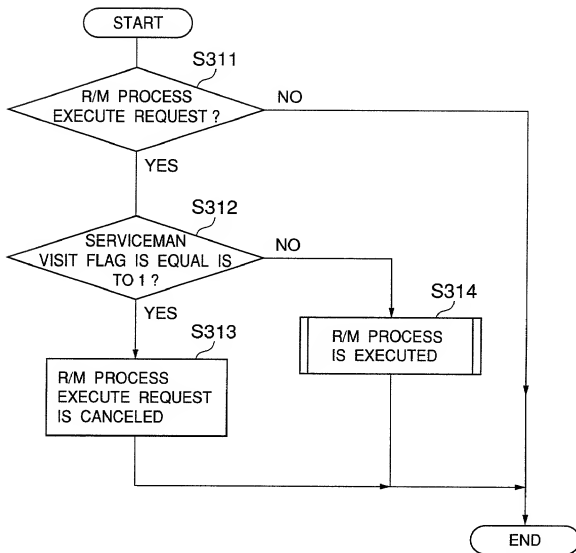 START
S311
R/M PROCESS
EXECUTE REQUEST ?
NO
YES
S312
SERVICEMAN
VISIT FLAG IS EQUAL IS
TO 1 ?
NO
YES
S314
R/M PROCESS
IS EXECUTED
S313
R/M PROCESS
EXECUTE REQUEST
IS CANCELED
END